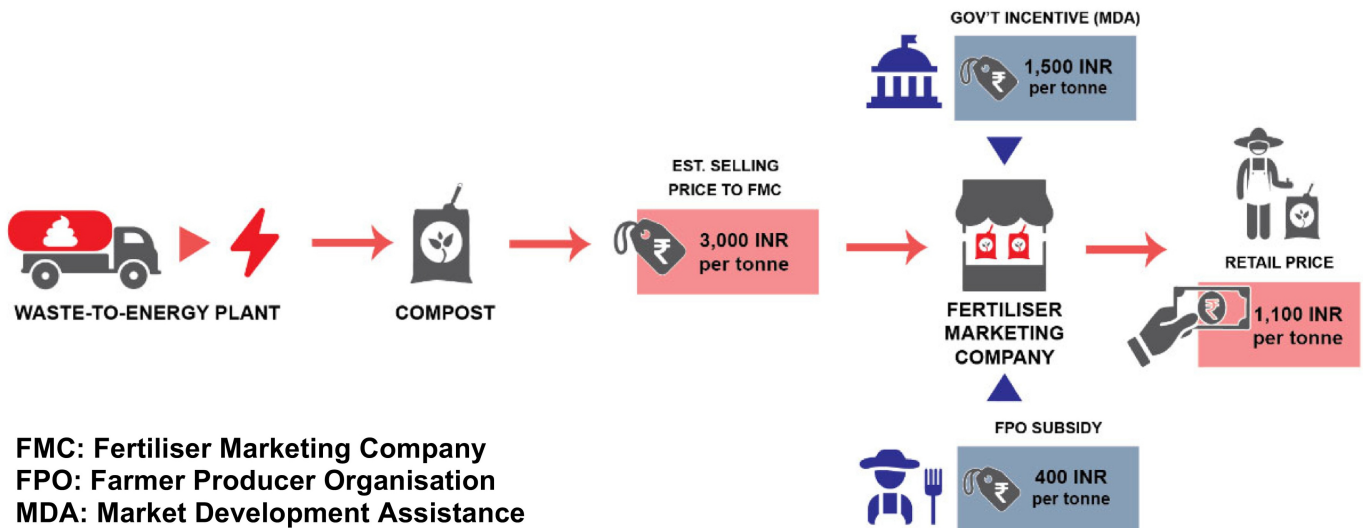 GOV'T INCENTIVE (MDA)
₹
1,500 INR
per tonne
EST. SELLING
PRICE TO FMC
₹
3,000 INR
per tonne
WASTE-TO-ENERGY PLANT
COMPOST
FERTILISER
MARKETING
COMPANY
RETAIL PRICE
₹
1,100 INR
per tonne
FPO SUBSIDY
₹
400 INR
per tonne
FMC: Fertiliser Marketing Company
FPO: Farmer Producer Organisation
MDA: Market Development Assistance